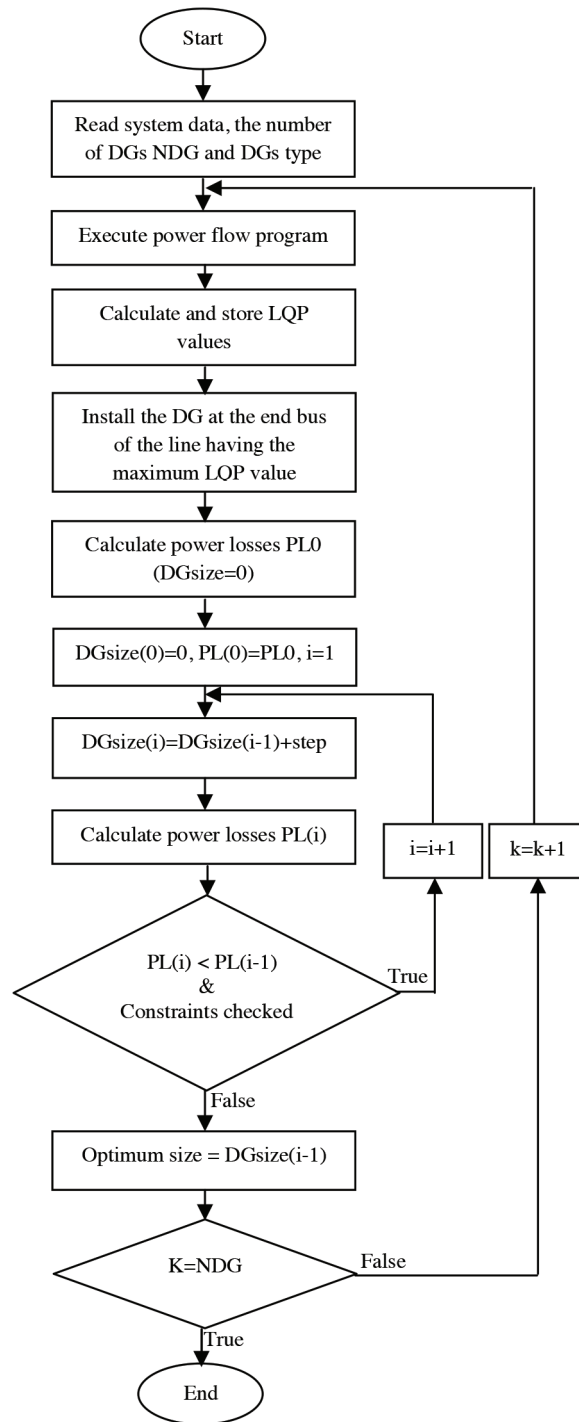 Start
Read system data, the number
of DGs NDG and DGs type
Execute power flow program
Calculate and store LQP
values
Install the DG at the end bus
of the line having the
maximum LQP value
Calculate power losses PL0
(DGsize=0)
DGsize(0)=0, PL(0)=PL0, i=1
DGsize(i)=DGsize(i-1)+step
Calculate power losses PL(i)
i=i+1
k=k+1
PL(i) < PL(i-1)
&
Constraints checked
True
False
Optimum size = DGsize(i-1)
K=NDG
False
True
End